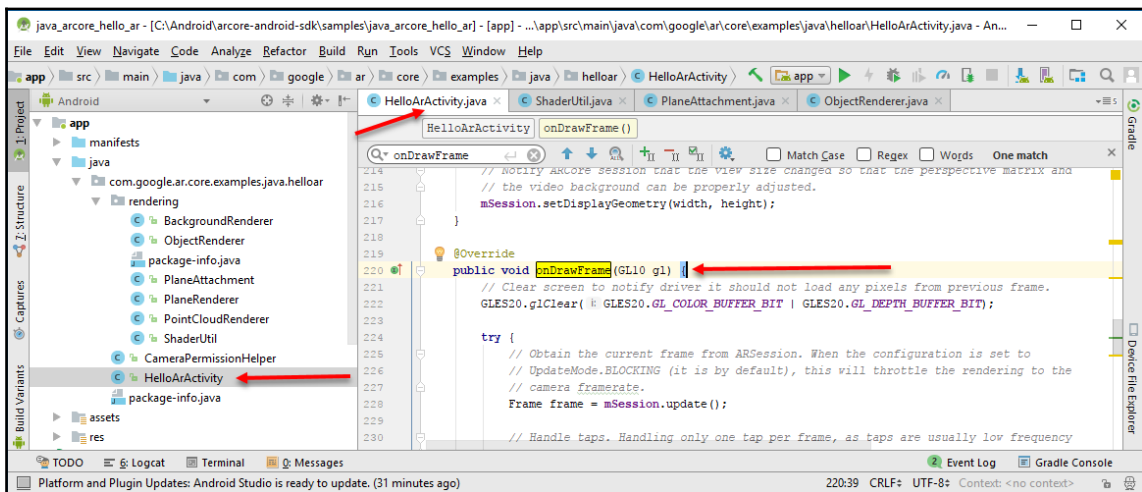 java_arcore_hello_ar - [C:\Android\arcore-android-sdk\samples\java_arcore_hello_ar] - [app] - ...\app\src\main\java\com\google\ar\core\examples\java\helloar\HelloArActivity.java - An...
File Edit View Navigate Code Analyze Refactor Build Run Tools VCS Window Help
app src main java com google ar core examples java helloar HelloArActivity app
Android
HelloArActivity.java ShaderUtil.java PlaneAttachment.java ObjectRenderer.java
HelloArActivity onDrawFrame()
onDrawFrame Match Case Regex Words One match
1: Project
Z: Structure
Captures
Build Variants
app
manifests
java
com.google.ar.core.examples.java.helloar
rendering
BackgroundRenderer
ObjectRenderer
package-info.java
PlaneAttachment
PlaneRenderer
PointCloudRenderer
ShaderUtil
CameraPermissionHelper
HelloArActivity
package-info.java
assets
res
214 // Notify ARCore session that the view size changed so that the perspective matrix and
215 // the video background can be properly adjusted.
216 mSession.setDisplayGeometry(width, height);
217 }
218
219 @Override
220 public void onDrawFrame(GL10 gl) {
221 // Clear screen to notify driver it should not load any pixels from previous frame.
222 GLES20.glClear( i: GLES20.GL_COLOR_BUFFER_BIT | GLES20.GL_DEPTH_BUFFER_BIT);
223
224 try {
225 // Obtain the current frame from ARSession. When the configuration is set to
226 // UpdateMode.BLOCKING (it is by default), this will throttle the rendering to the
227 // camera framerate.
228 Frame frame = mSession.update();
229
230 // Handle taps. Handling only one tap per frame, as taps are usually low frequency
Gradle
Device File Explorer
TODO 6: Logcat Terminal 0: Messages 2 Event Log Gradle Console
Platform and Plugin Updates: Android Studio is ready to update. (31 minutes ago) 220:39 CRLF UTF-8 Context: <no context>